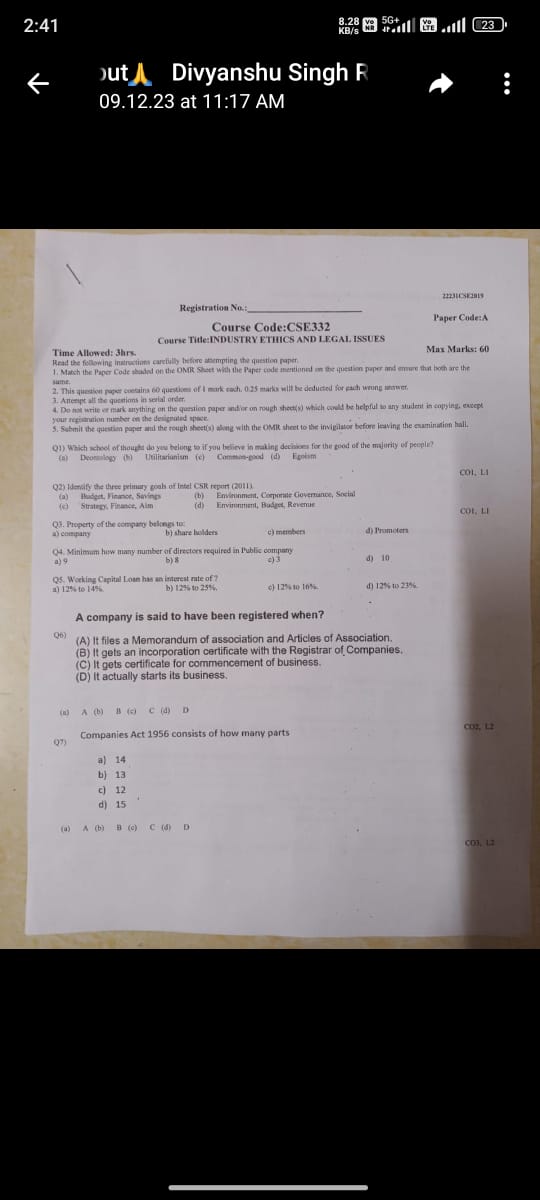 2:41
8.28 KB/s Vo NR 5G+ Vo LTE 23
out🙏 Divyanshu Singh R
09.12.23 at 11:17 AM
22231CSE2819
Registration No.:
Paper Code:A
Course Code:CSE332
Course Title:INDUSTRY ETHICS AND LEGAL ISSUES
Time Allowed: 3hrs. Max Marks: 60
Read the following instructions carefully before attempting the question paper.
1. Match the Paper Code shaded on the OMR Sheet with the Paper code mentioned on the question paper and ensure that both are the
same.
2. This question paper contains 60 questions of 1 mark each. 0.25 marks will be deducted for each wrong answer.
3. Attempt all the questions in serial order.
4. Do not write or mark anything on the question paper and/or on rough sheet(s) which could be helpful to any student in copying, except
your registration number on the designated space.
5. Submit the question paper and the rough sheet(s) along with the OMR sheet to the invigilator before leaving the examination hall.
Q1) Which school of thought do you belong to if you believe in making decisions for the good of the majority of people?
(a) Deontology (b) Utilitarianism (c) Common-good (d) Egoism
CO1, L1
Q2) Identify the three primary goals of Intel CSR report (2011).
(a) Budget, Finance, Savings (b) Environment, Corporate Governance, Social
(c) Strategy, Finance, Aim (d) Environment, Budget, Revenue
CO1, L1
Q3. Property of the company belongs to:
a) company b) share holders c) members d) Promoters
Q4. Minimum how many number of directors required in Public company
a) 9 b) 8 c) 3 d) 10
Q5. Working Capital Loan has an interest rate of ?
a) 12% to 14%. b) 12% to 25%. c) 12% to 16%. d) 12% to 23%.
A company is said to have been registered when?
Q6)
(A) It files a Memorandum of association and Articles of Association.
(B) It gets an incorporation certificate with the Registrar of Companies.
(C) It gets certificate for commencement of business.
(D) It actually starts its business.
(a) A (b) B (c) C (d) D
CO2, L2
Companies Act 1956 consists of how many parts
Q7)
a) 14
b) 13
c) 12
d) 15
(a) A (b) B (c) C (d) D
CO3, L2